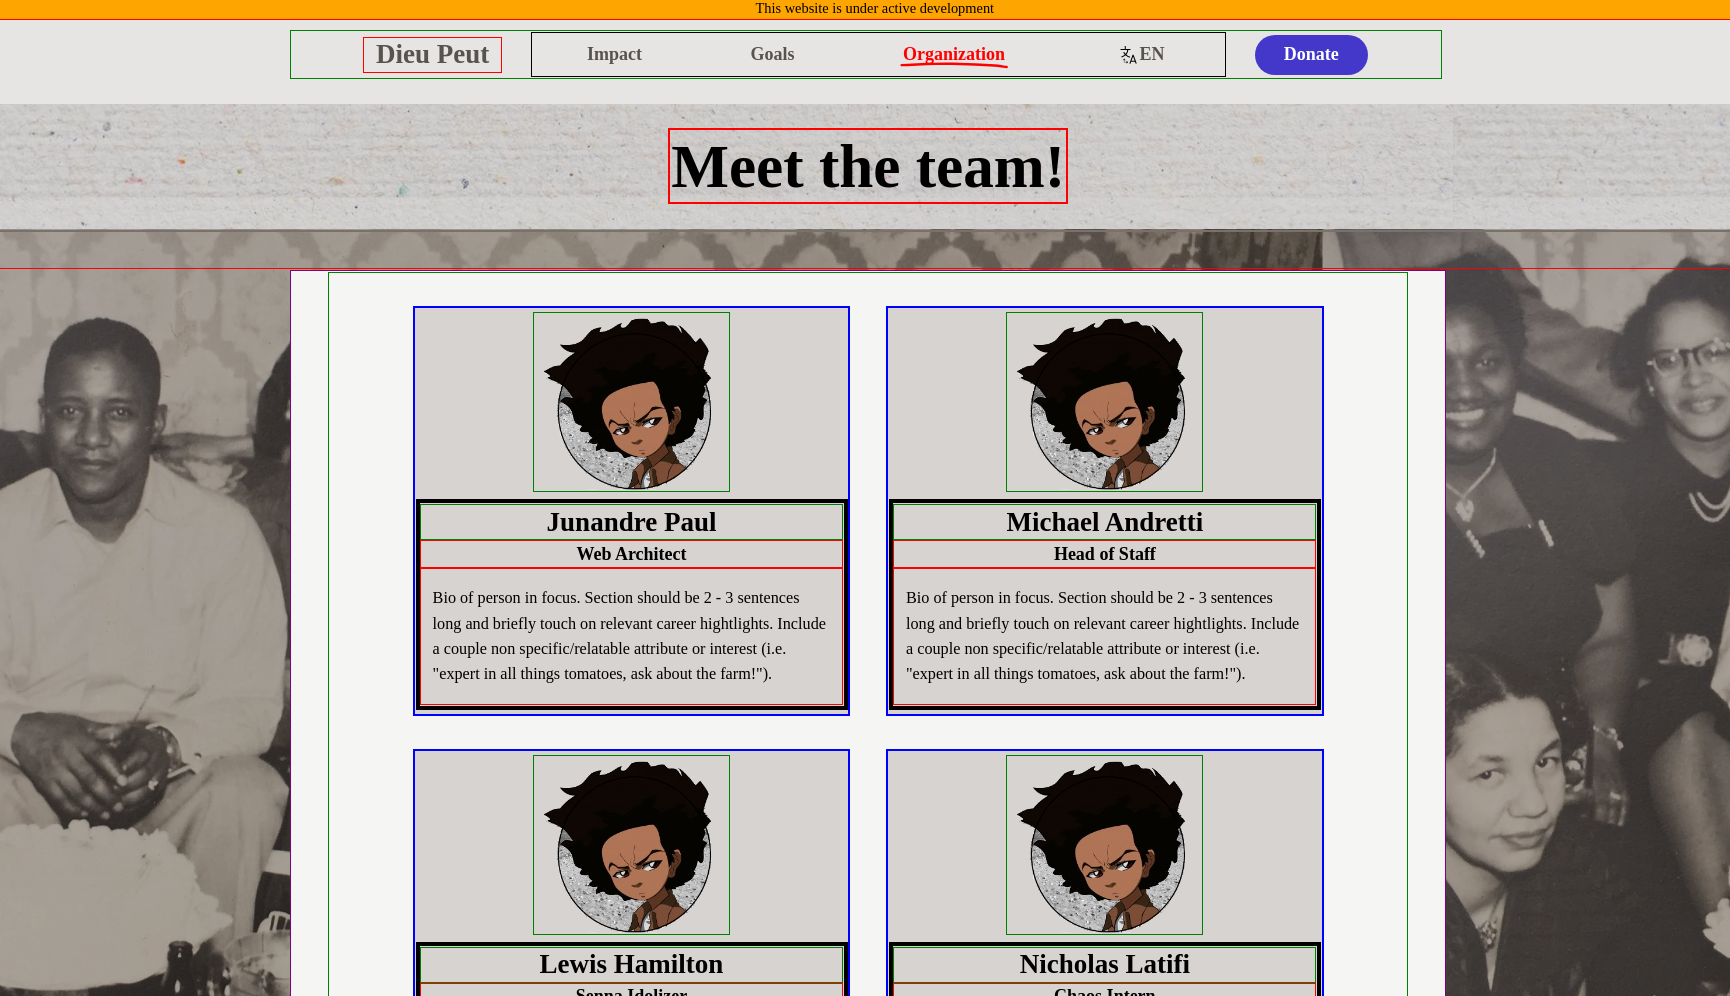 This website is under active development
Dieu Peut
Impact
Goals
Organization
EN
Donate
Meet the team!
Junandre Paul
Web Architect
Bio of person in focus. Section should be 2 - 3 sentences
long and briefly touch on relevant career hightlights. Include
a couple non specific/relatable attribute or interest (i.e.
"expert in all things tomatoes, ask about the farm!").
Michael Andretti
Head of Staff
Bio of person in focus. Section should be 2 - 3 sentences
long and briefly touch on relevant career hightlights. Include
a couple non specific/relatable attribute or interest (i.e.
"expert in all things tomatoes, ask about the farm!").
Lewis Hamilton
Senna Idolizer
Nicholas Latifi
Chaos Intern